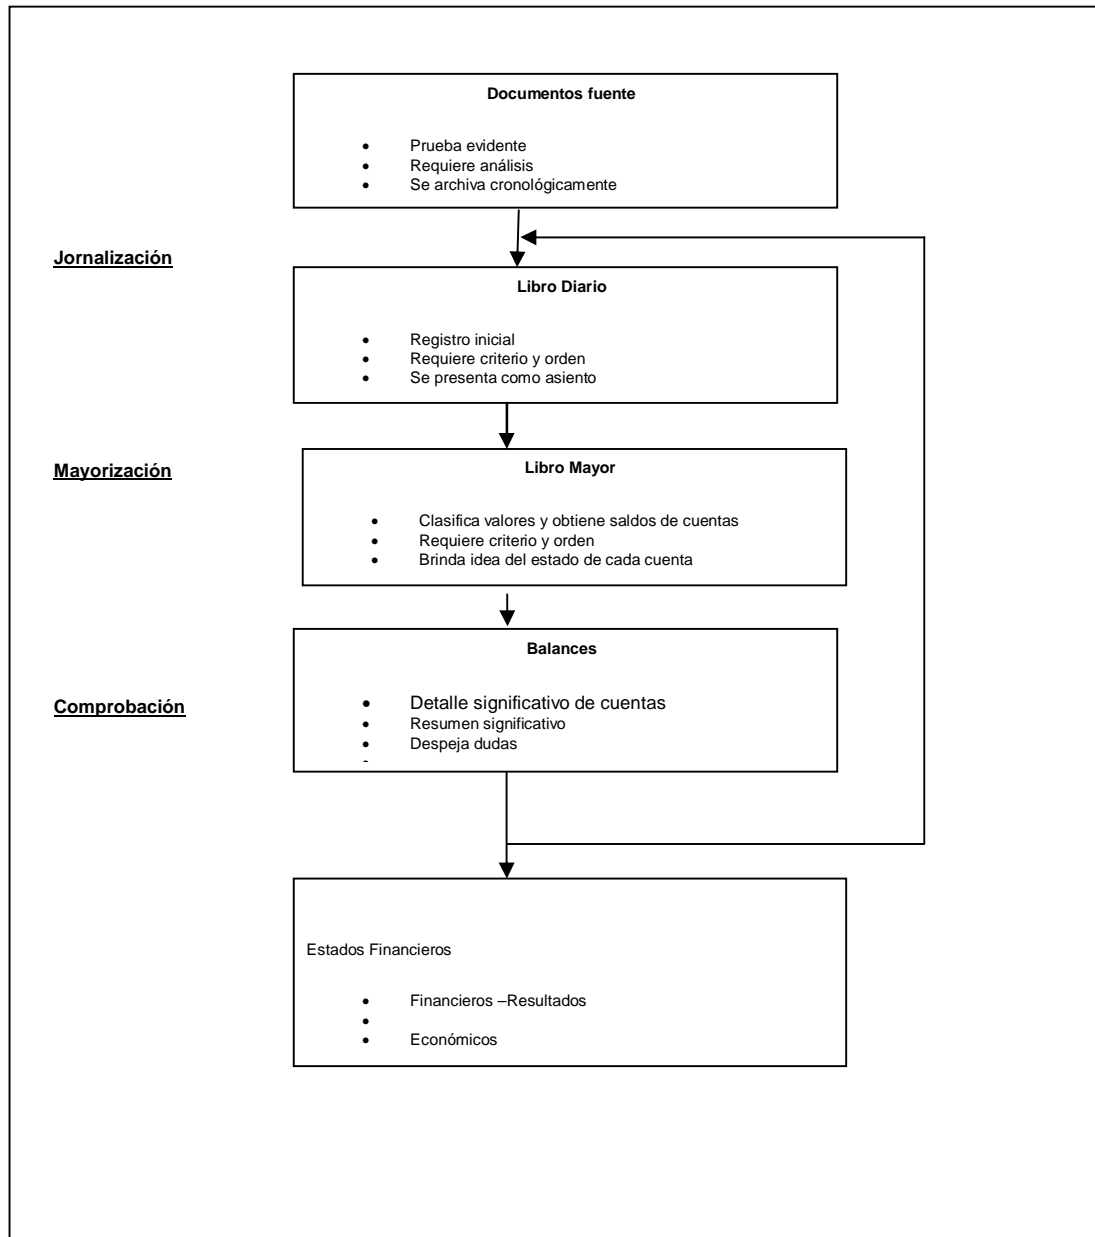 Documentos fuente
• Prueba evidente
• Requiere análisis
• Se archiva cronológicamente
Jornalización
Libro Diario
• Registro inicial
• Requiere criterio y orden
• Se presenta como asiento
Mayorización
Libro Mayor
• Clasifica valores y obtiene saldos de cuentas
• Requiere criterio y orden
• Brinda idea del estado de cada cuenta
Balances
Comprobación
• Detalle significativo de cuentas
• Resumen significativo
• Despeja dudas
Estados Financieros
• Financieros –Resultados
•
• Económicos